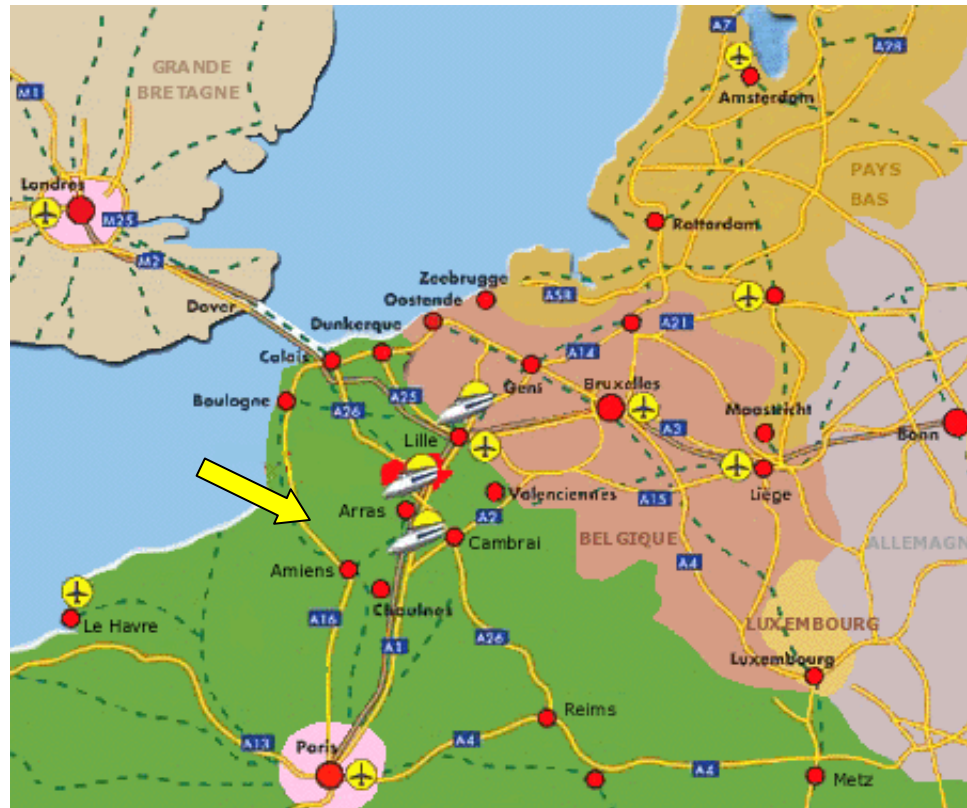 A7
A28
GRANDE
BRETAGNE
M1
Amsterdam
PAYS
BAS
Londres
M25
Rotterdam
M2
Zeebrugge
Oostende
A58
Dover
Dunkerque
A21
Calais
A14
Gens
Bruxelles
Boulogne
A26
A25
Maastricht
Lille
A3
Bonn
Valenciennes
A15
Liège
Arras
A2
Cambrai
BELGIQUE
ALLEMAGN
A4
Amiens
Chaulnes
Le Havre
A16
A1
A26
LUXEMBOURG
Luxembourg
Reims
A13
Paris
A4
A4
Metz